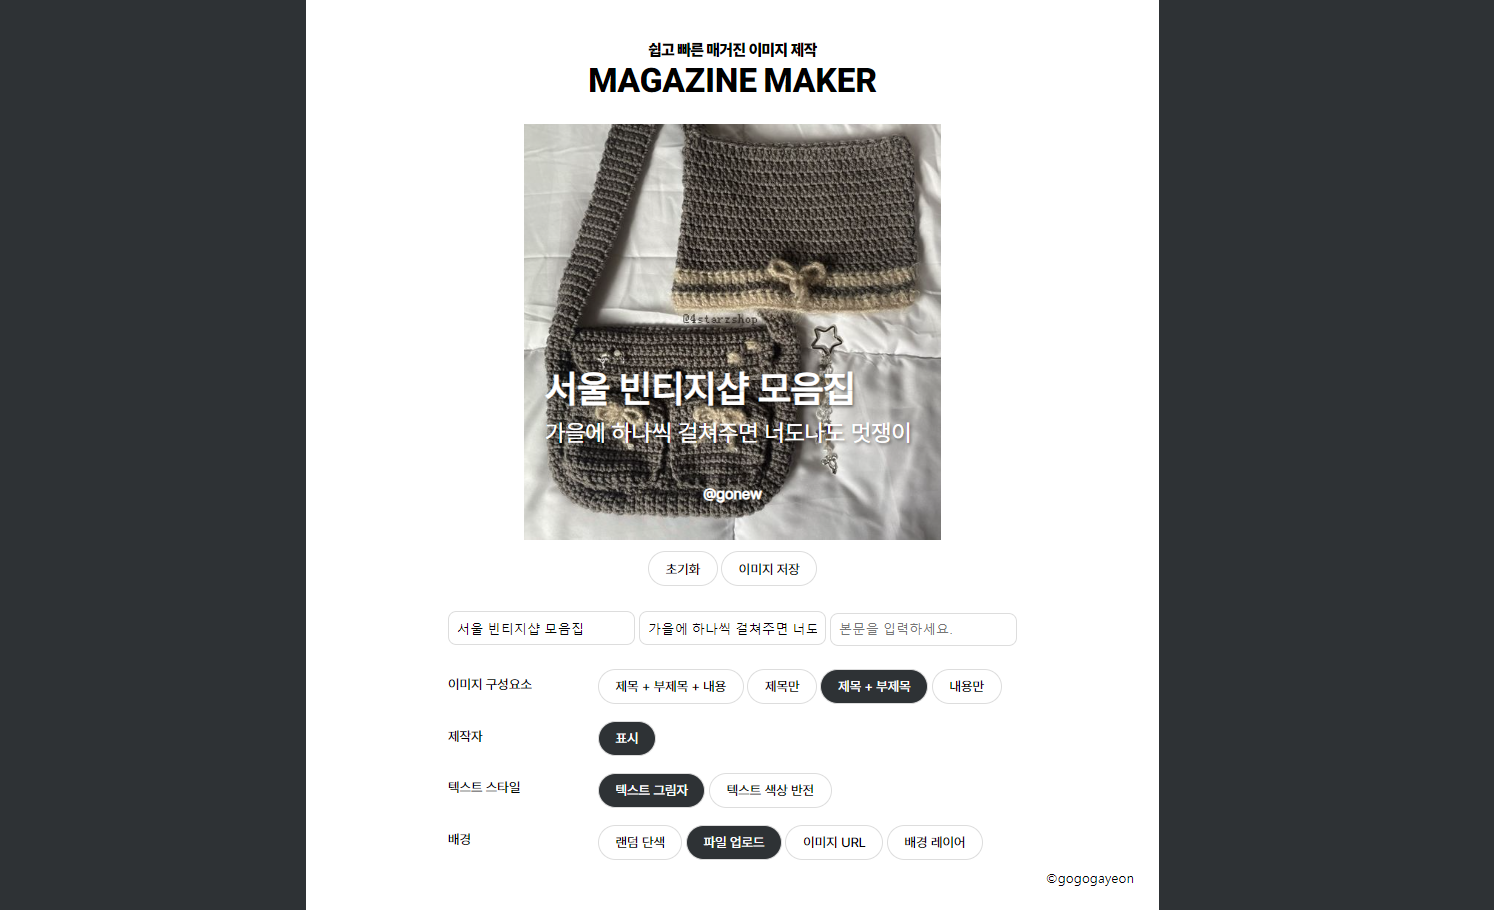 쉽고 빠른 매거진 이미지 제작
MAGAZINE MAKER
@4starzshop
서울 빈티지샵 모음집
가을에 하나씩 걸쳐주면 너도나도 멋쟁이
@gonew
초기화 이미지 저장
서울 빈티지샵 모음집 가을에 하나씩 걸쳐주면 너도 본문을 입력하세요.
이미지 구성요소 제목 + 부제목 + 내용 제목만 제목 + 부제목 내용만
제작자 표시
텍스트 스타일 텍스트 그림자 텍스트 색상 반전
배경 랜덤 단색 파일 업로드 이미지 URL 배경 레이어
©gogogayeon